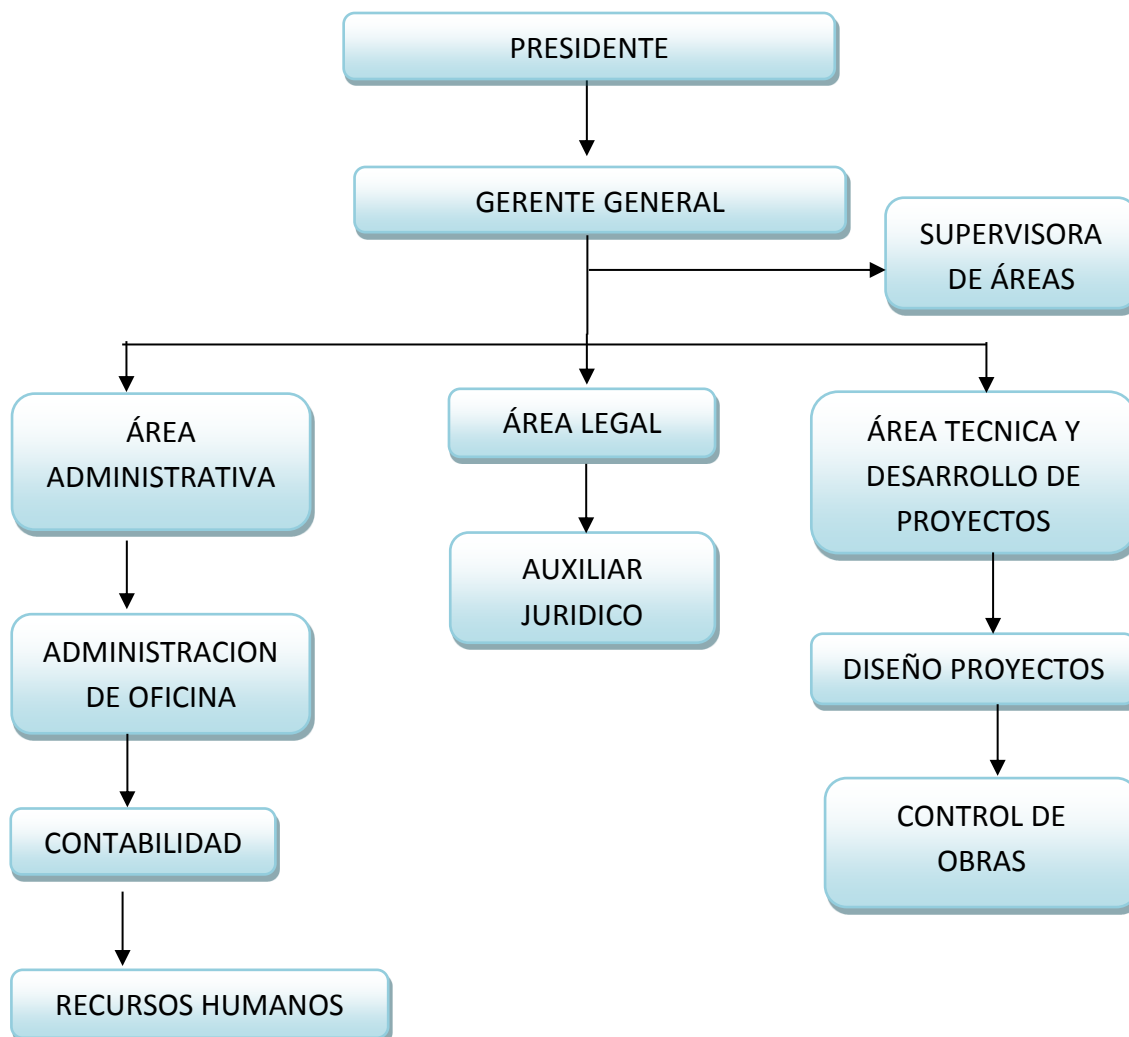 PRESIDENTE
GERENTE GENERAL
SUPERVISORA
DE ÁREAS
ÁREA
ADMINISTRATIVA
ÁREA LEGAL
ÁREA TECNICA Y
DESARROLLO DE
PROYECTOS
AUXILIAR
JURIDICO
ADMINISTRACION
DE OFICINA
DISEÑO PROYECTOS
CONTABILIDAD
CONTROL DE
OBRAS
RECURSOS HUMANOS